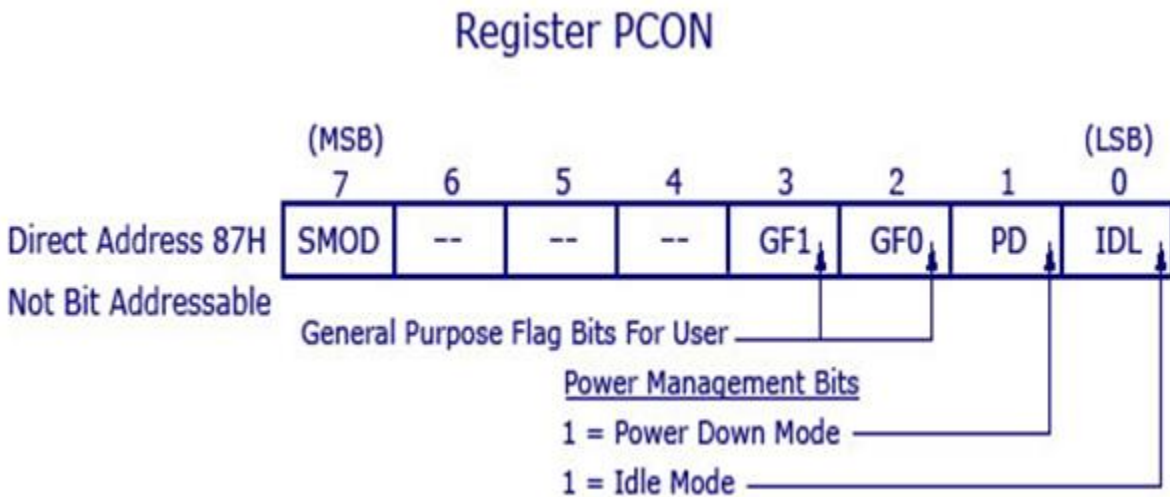 Register PCON
(MSB) (LSB)
7 6 5 4 3 2 1 0
Direct Address 87H SMOD -- -- -- GF1 GF0 PD IDL
Not Bit Addressable
General Purpose Flag Bits For User
Power Management Bits
1 = Power Down Mode
1 = Idle Mode